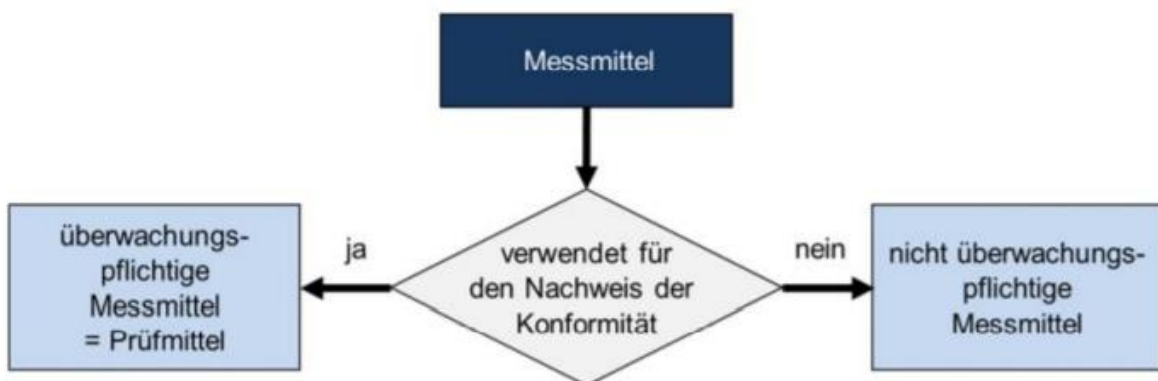 Messmittel
überwachungs-
pflichtige
Messmittel
= Prüfmittel
ja
verwendet für
den Nachweis der
Konformität
nein
nicht überwachungs-
pflichtige
Messmittel